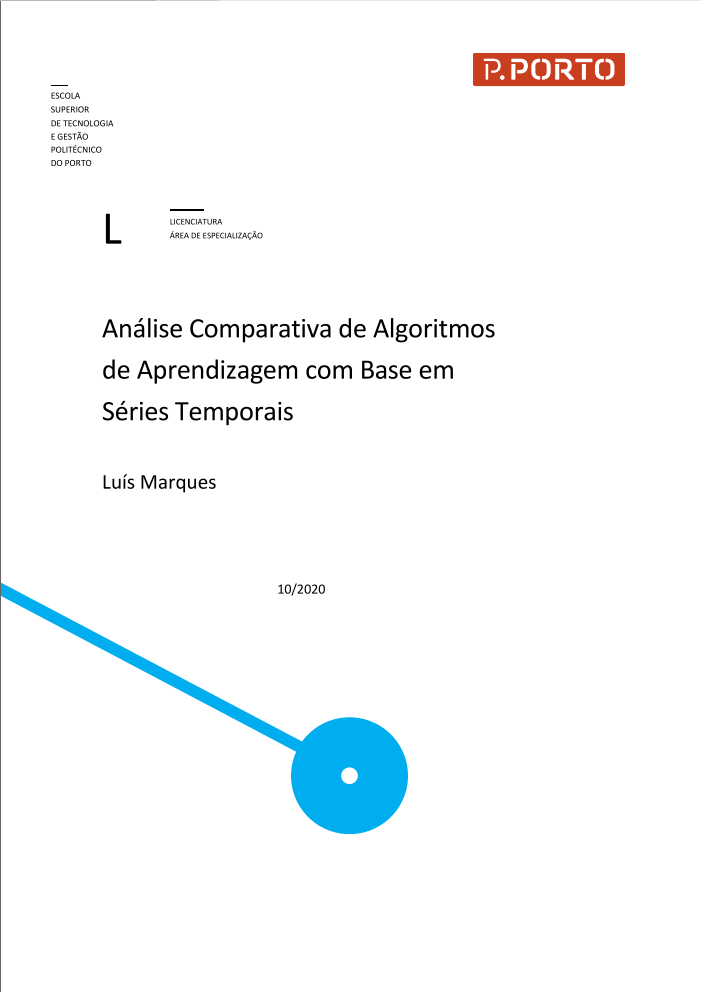 P.PORTO
ESCOLA
SUPERIOR
DE TECNOLOGIA
E GESTÃO
POLITÉCNICO
DO PORTO
L
LICENCIATURA
ÁREA DE ESPECIALIZAÇÃO
Análise Comparativa de Algoritmos
de Aprendizagem com Base em
Séries Temporais
Luís Marques
10/2020